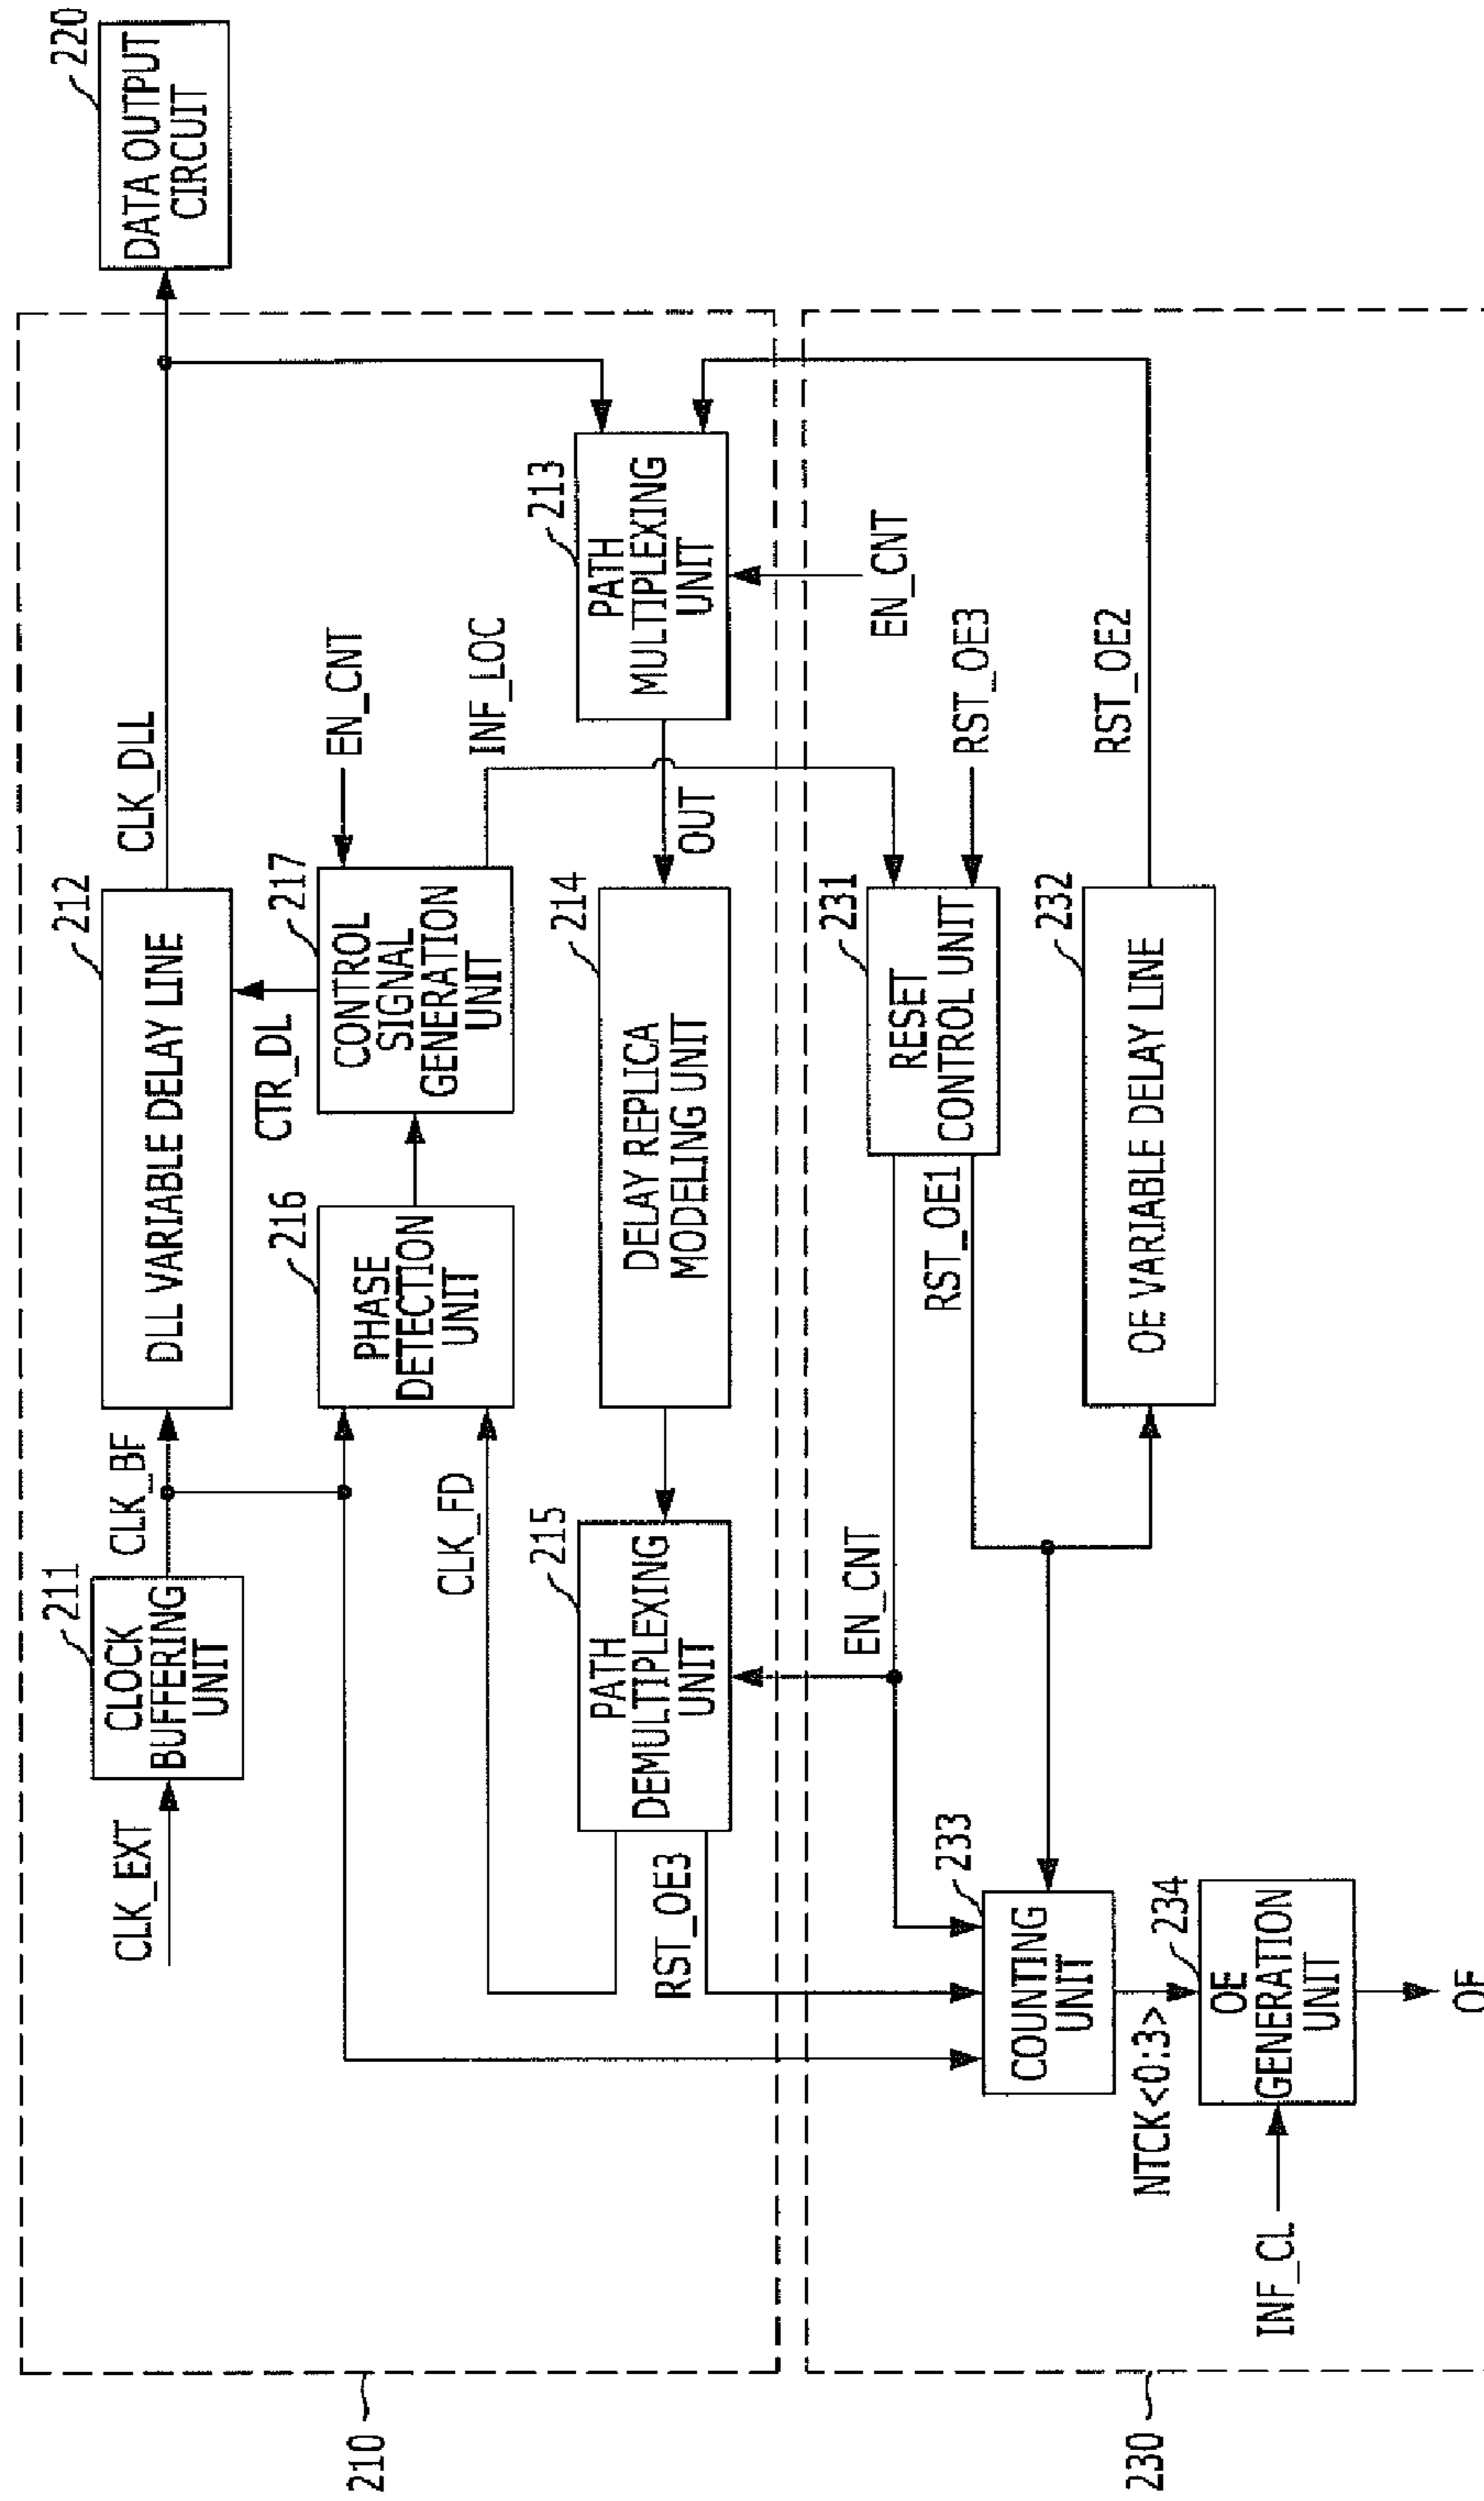 220
DATA OUTPUT
CIRCUIT
CLK_DLL
212
DLL VARIABLE DELAY LINE
CLK_BF
211
CLOCK
BUFFERING
UNIT
CLK_EXT
EN_CNT
INF_LOC
217
CONTROL
SIGNAL
GENERATION
UNIT
CTR_DL
216
PHASE
DETECTION
UNIT
CLK_FD
213
PATH
MULTIPLEXING
UNIT
EN_CNT
OUT
214
DELAY REPLICA
MODELING UNIT
215
PATH
DEMULTIPLEXING
UNIT
RST_OE3
210
RST_OE3
231
RESET
CONTROL UNIT
EN_CNT
RST_OE1
RST_OE2
232
OE VARIABLE DELAY LINE
233
COUNTING
UNIT
NTCK<0:3>
234
OE
GENERATION
UNIT
INF_CL
OE
230